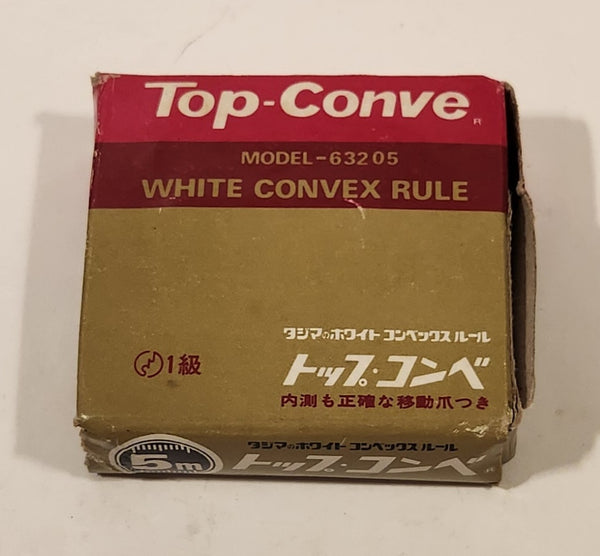 Top-Conve®
MODEL-63205
WHITE CONVEX RULE
タジマのホワイト コンベックス ルール
トップ・コンベ
1級
内測も正確な移動爪つき
5m
タジマのホワイト コンベックス ルール
トップ・コンベ